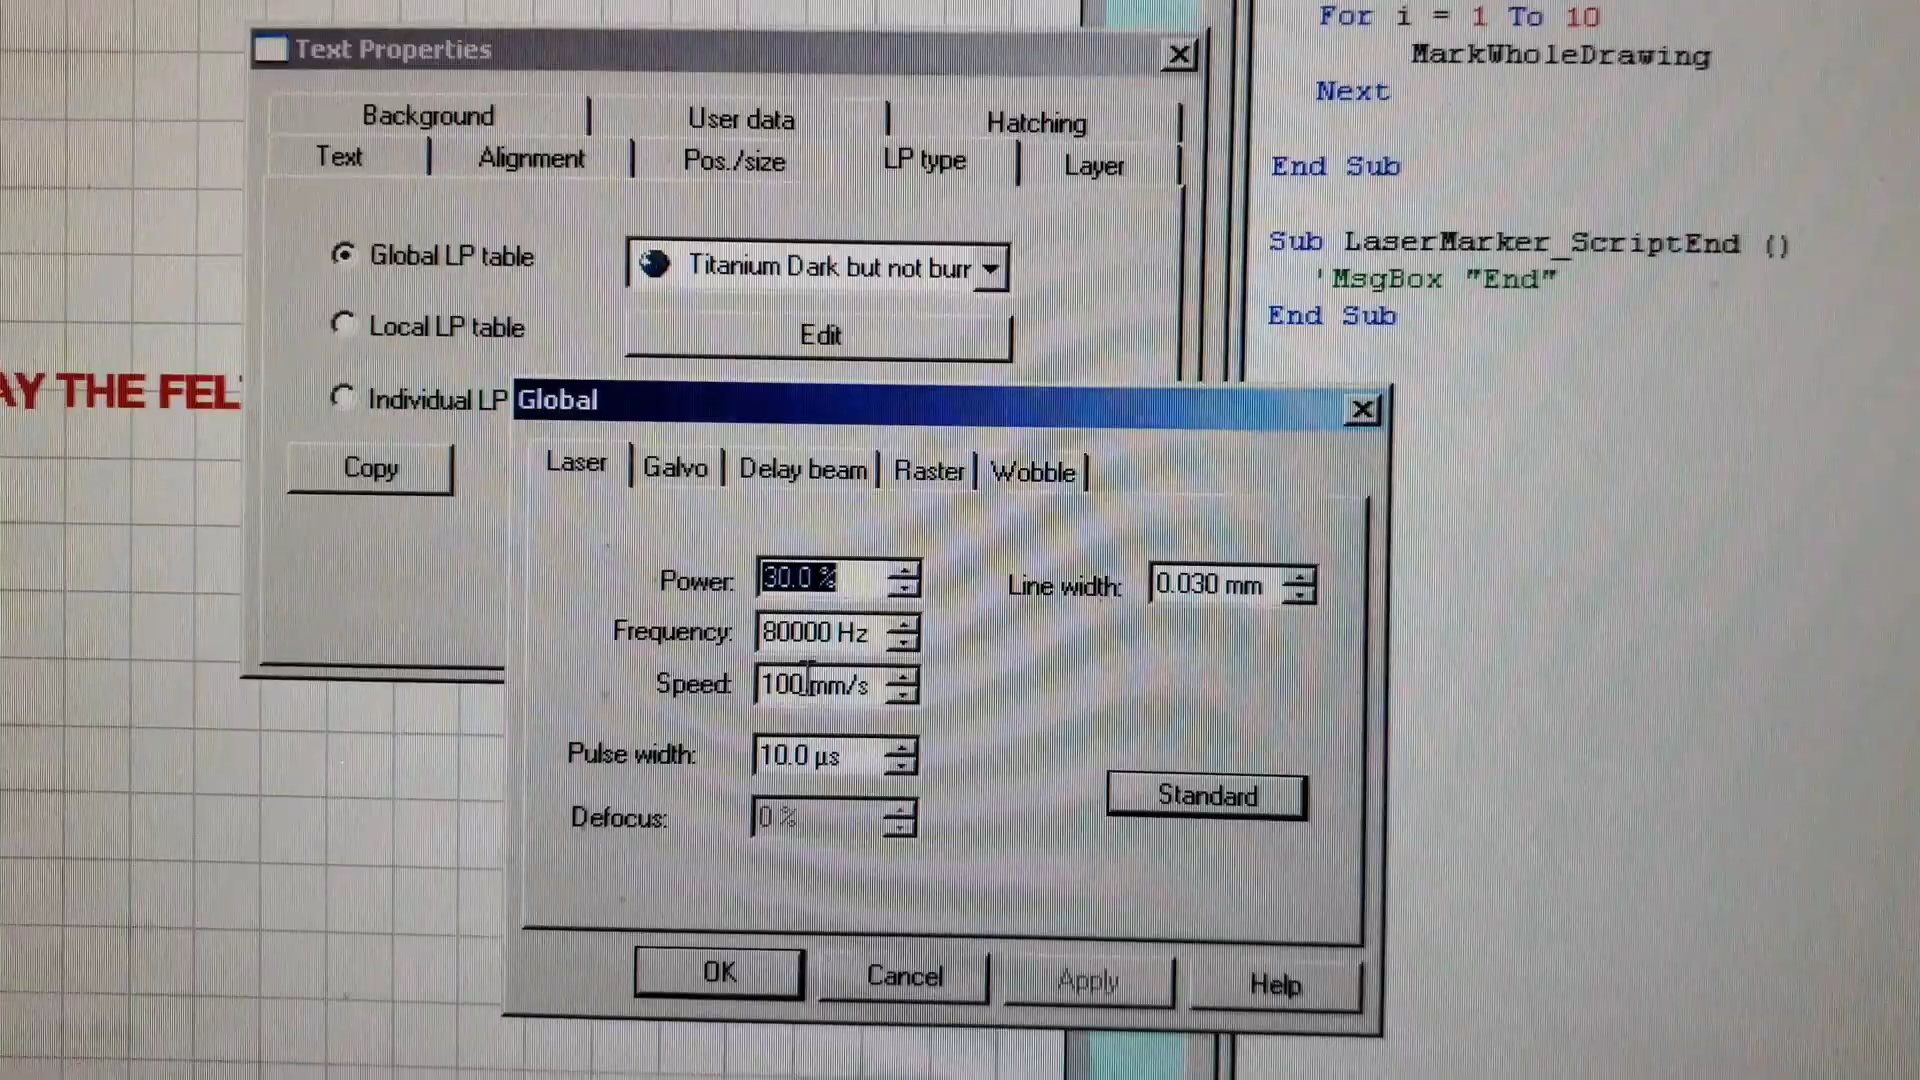 Text Properties
Background
User data
Hatching
Text
Alignment
Pos./size
LP type
Layer
Global LP table
Titanium Dark but not burr
Local LP table
Edit
Individual LP
Copy
AY THE FEL
Global
Laser
Galvo
Delay beam
Raster
Wobble
Power: 30.0 %
Line width: 0.030 mm
Frequency: 80000 Hz
Speed: 100 mm/s
Pulse width: 10.0 µs
Defocus: 0 %
Standard
OK
Cancel
Apply
Help
For i = 1 To 10
MarkWholeDrawing
Next
End Sub
Sub LaserMarker_ScriptEnd ()
'MsgBox "End"
End Sub